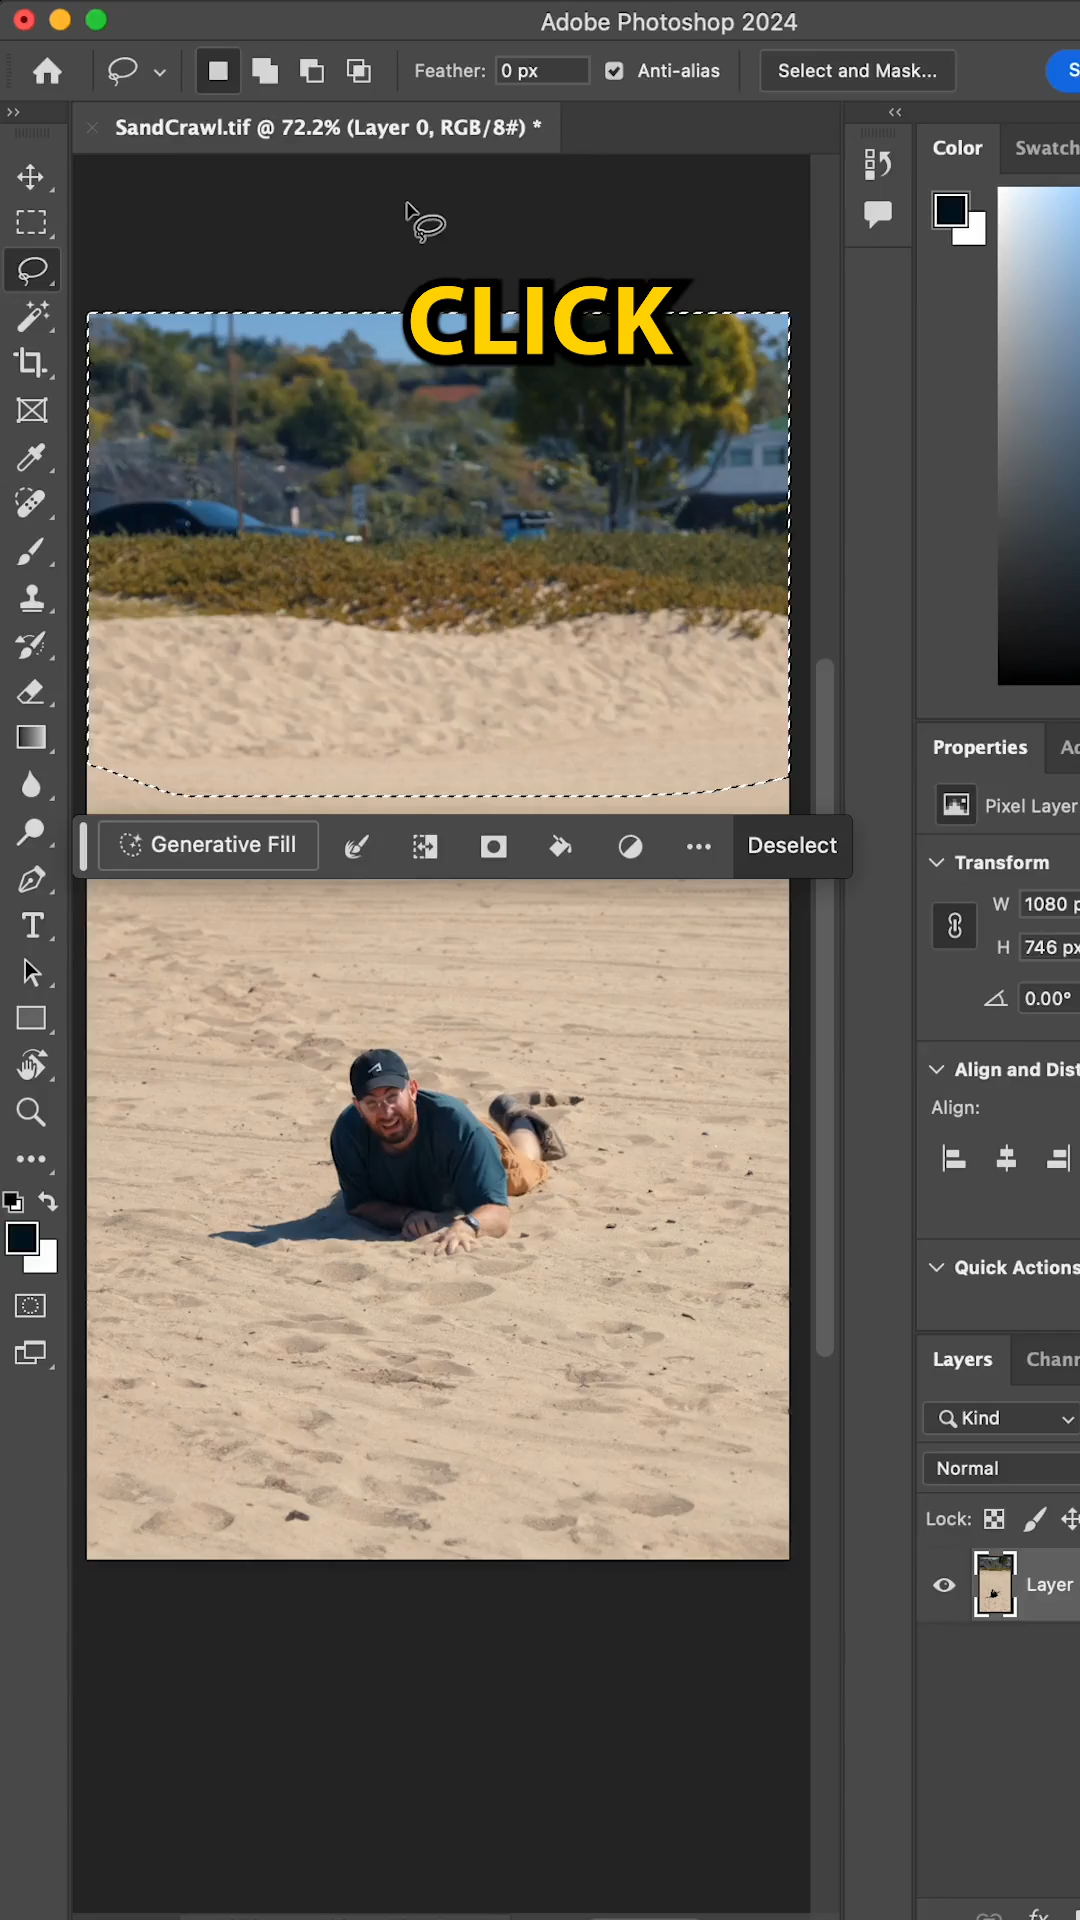 Adobe Photoshop 2024
Feather: 0 px
Anti-alias
Select and Mask...
S
SandCrawl.tif @ 72.2% (Layer 0, RGB/8#) *
Color
Swatch
CLICK
Generative Fill
Deselect
Properties
Ac
Pixel Layer
Transform
W 1080 p
H 746 px
0.00°
Align and Dist
Align:
Quick Actions
Layers
Chann
Kind
Normal
Lock:
Layer
fx